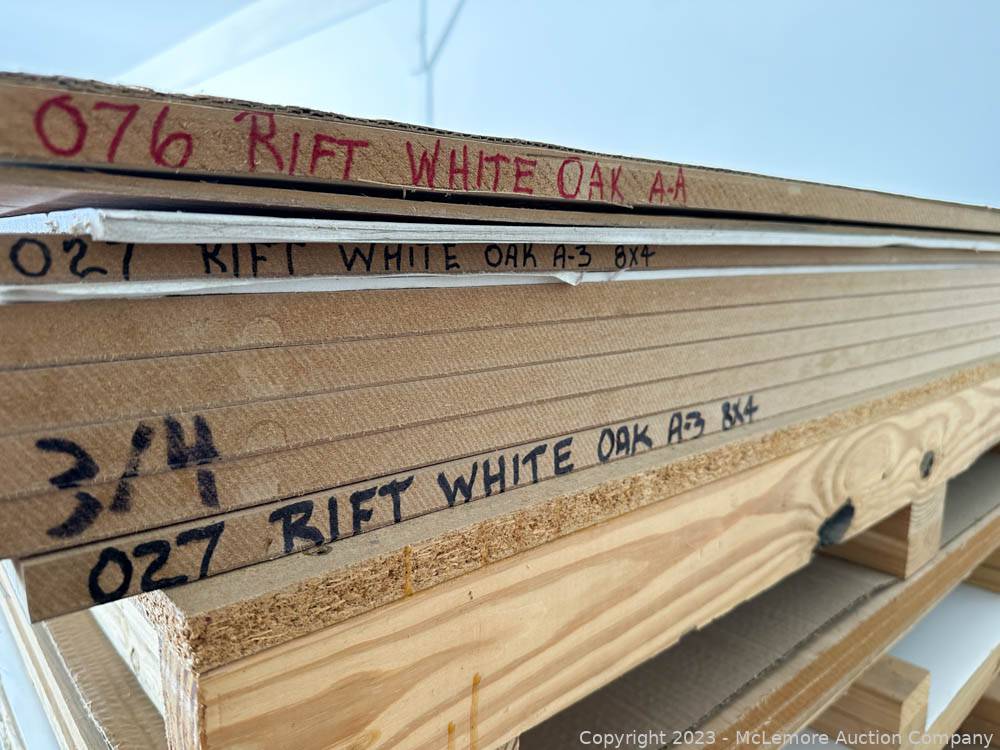 076 RIFT WHITE OAK A-A
027 RIFT WHITE OAK A-3 8X4
3/4
027 RIFT WHITE OAK A-3 8X4
Copyright 2023 - McLemore Auction Company